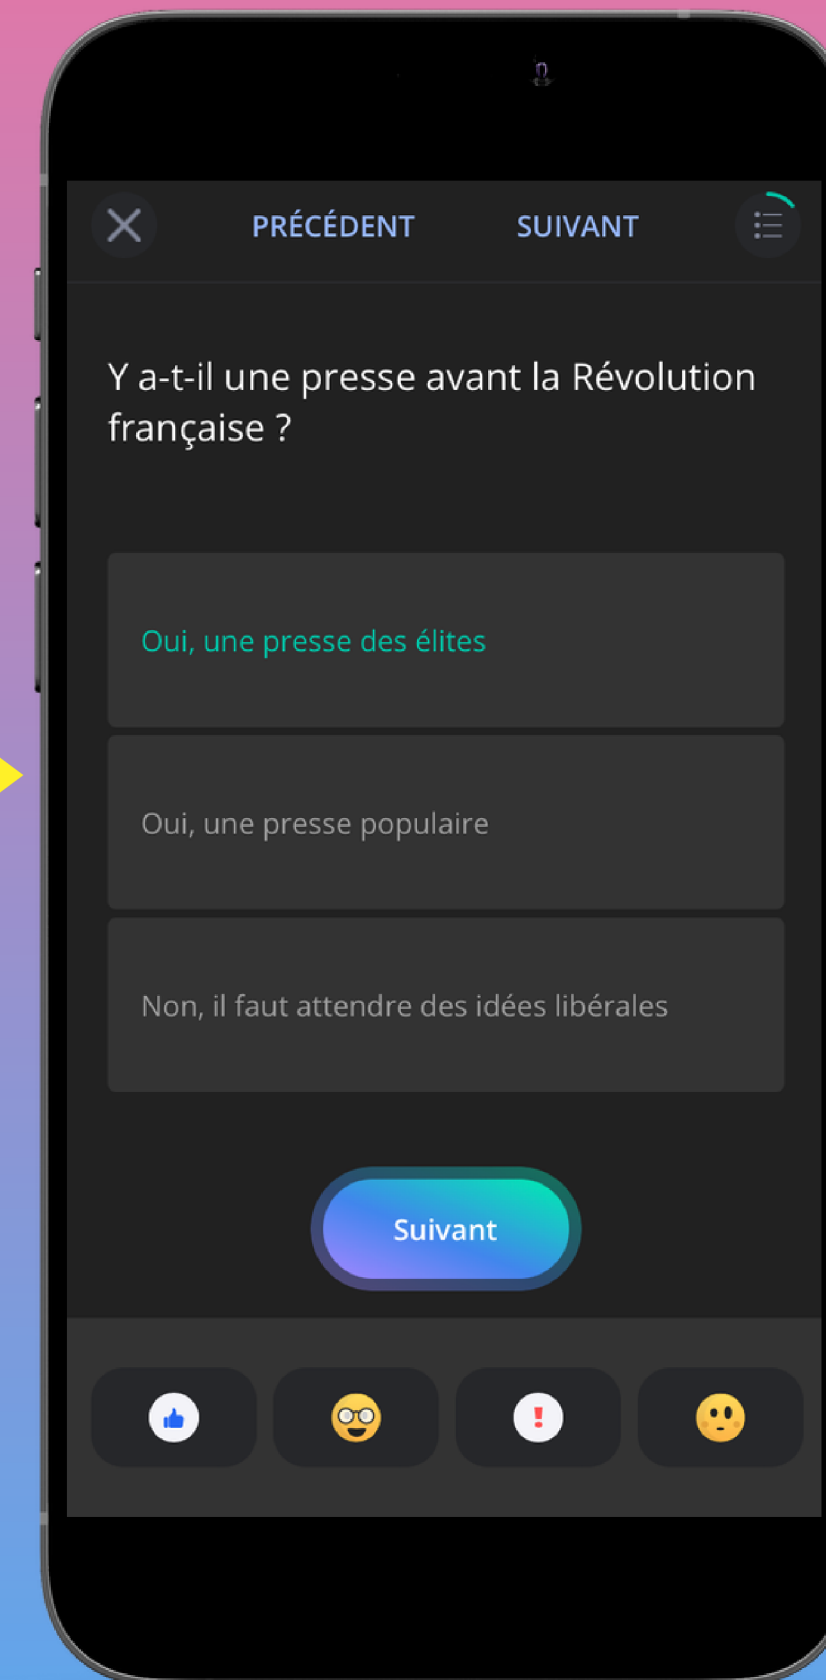 PRÉCÉDENT SUIVANT
Y a-t-il une presse avant la Révolution
française ?
Oui, une presse des élites
Oui, une presse populaire
Non, il faut attendre des idées libérales
Suivant